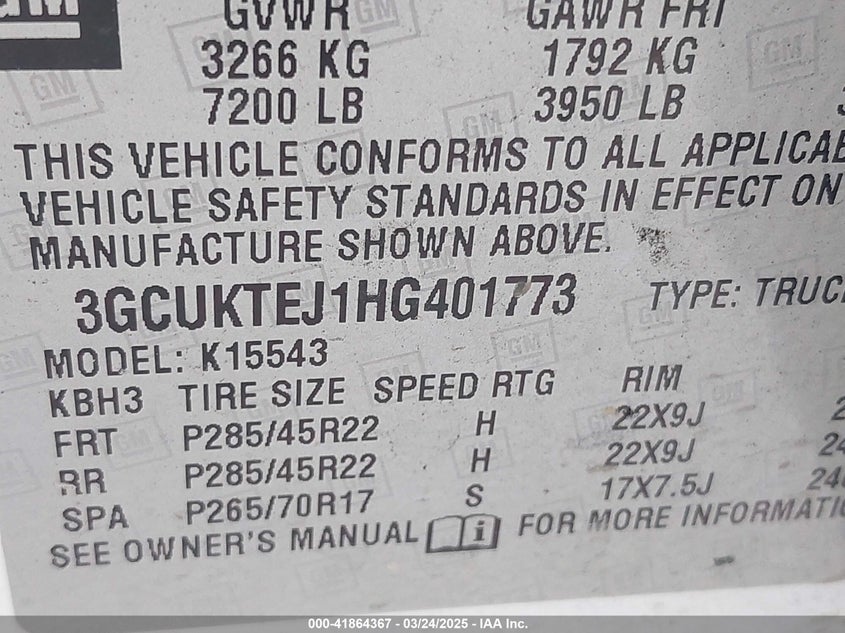 GM
GVWR GAWR FRT
3266 KG 1792 KG
7200 LB 3950 LB
THIS VEHICLE CONFORMS TO ALL
VEHICLE SAFETY STANDARDS IN EFFECT ON
MANUFACTURE SHOWN ABOVE.
3GCUKTEJ1HG401773 TYPE:
MODEL: K15543
KBH3 TIRE SIZE SPEED RTG RIM
FRT P285/45R22 H 22X9J
RR P285/45R22 H 22X9J
SPA P265/70R17 S 17X7.5J
SEE OWNER'S MANUAL i FOR MORE
000-41864367 - 03/24/2025 - IAA Inc.